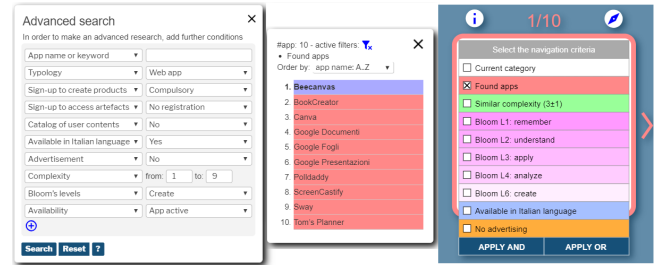 Advanced search
×
In order to make an advanced research, add further conditions
App name or keyword ▼
Typology ▼ Web app ▼
Sign-up to create products ▼ Compulsory ▼
Sign-up to access artefacts ▼ No registration ▼
Catalog of user contents ▼ No ▼
Available in Italian language ▼ Yes ▼
Advertisement ▼ No ▼
Complexity ▼ from: 1 to: 9
Bloom's levels ▼ Create ▼
Availability ▼ App active ▼
Search Reset ?
#app: 10 - active filters:
×
• Found apps
Order by: app name: A..Z ▼
1. Beecanvas
2. BookCreator
3. Canva
4. Google Documenti
5. Google Fogli
6. Google Presentazioni
7. Polldaddy
8. ScreenCastify
9. Sway
10. Tom's Planner
i 1/10
Select the navigation criteria
Current category
Found apps
Similar complexity (3±1)
Bloom L1: remember
Bloom L2: understand
Bloom L3: apply
Bloom L4: analyze
Bloom L6: create
Available in Italian language
No advertising
APPLY AND APPLY OR